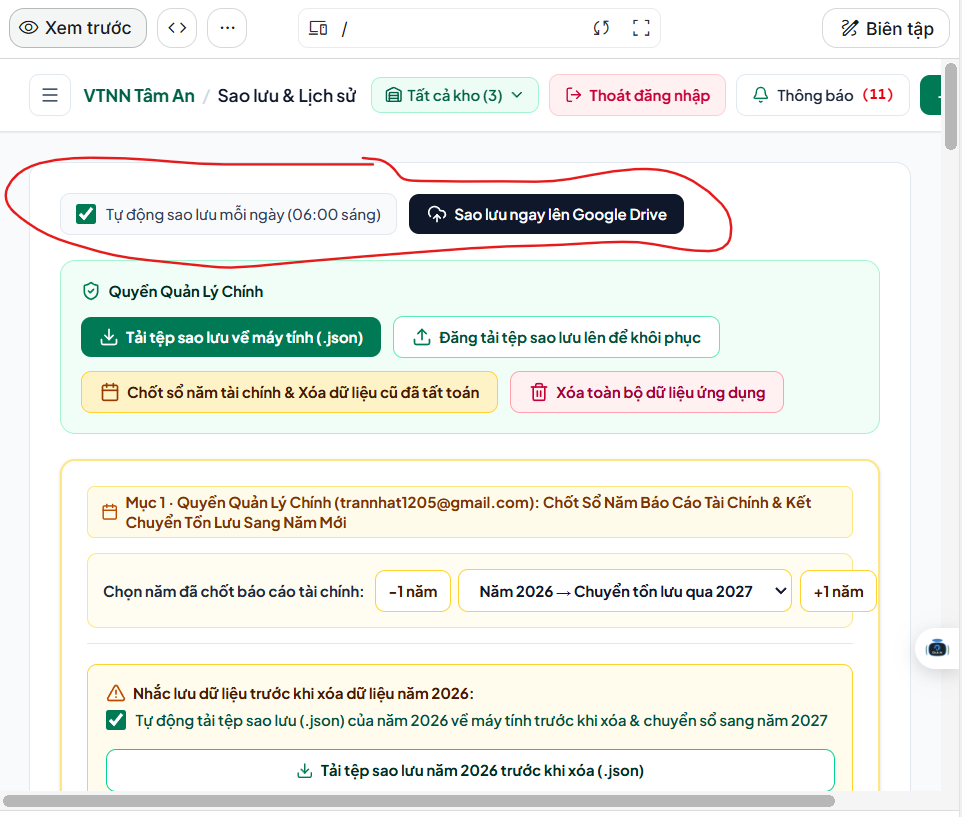 Xem trước
/
Biên tập
VTNN Tâm An / Sao lưu & Lịch sử
Tất cả kho (3)
Thoát đăng nhập
Thông báo (11)
Tự động sao lưu mỗi ngày (06:00 sáng)
Sao lưu ngay lên Google Drive
Quyền Quản Lý Chính
Tải tệp sao lưu về máy tính (.json)
Đăng tải tệp sao lưu lên để khôi phục
Chốt sổ năm tài chính & Xóa dữ liệu cũ đã tất toán
Xóa toàn bộ dữ liệu ứng dụng
Mục 1 · Quyền Quản Lý Chính (trannhat1205@gmail.com): Chốt Sổ Năm Báo Cáo Tài Chính & Kết
Chuyển Tồn Lưu Sang Năm Mới
Chọn năm đã chốt báo cáo tài chính:
-1 năm
Năm 2026 → Chuyển tồn lưu qua 2027
+1 năm
Nhắc lưu dữ liệu trước khi xóa dữ liệu năm 2026:
Tự động tải tệp sao lưu (.json) của năm 2026 về máy tính trước khi xóa & chuyển sổ sang năm 2027
Tải tệp sao lưu năm 2026 trước khi xóa (.json)